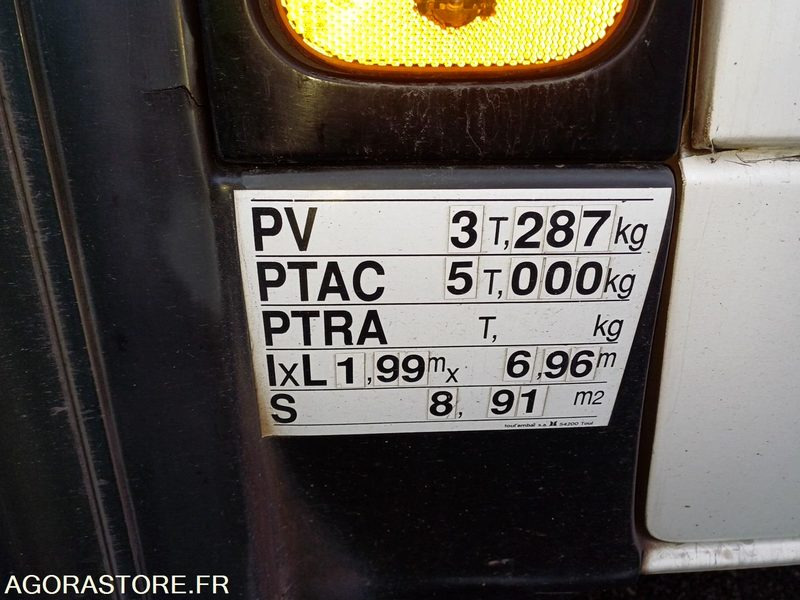 PV 3 T, 287 kg
PTAC 5 T, 000 kg
PTRA T, kg
lxL 1,99 m x 6,96 m
S 8, 91 m2
tout'embal s.a. 54200 Toul
AGORASTORE.FR